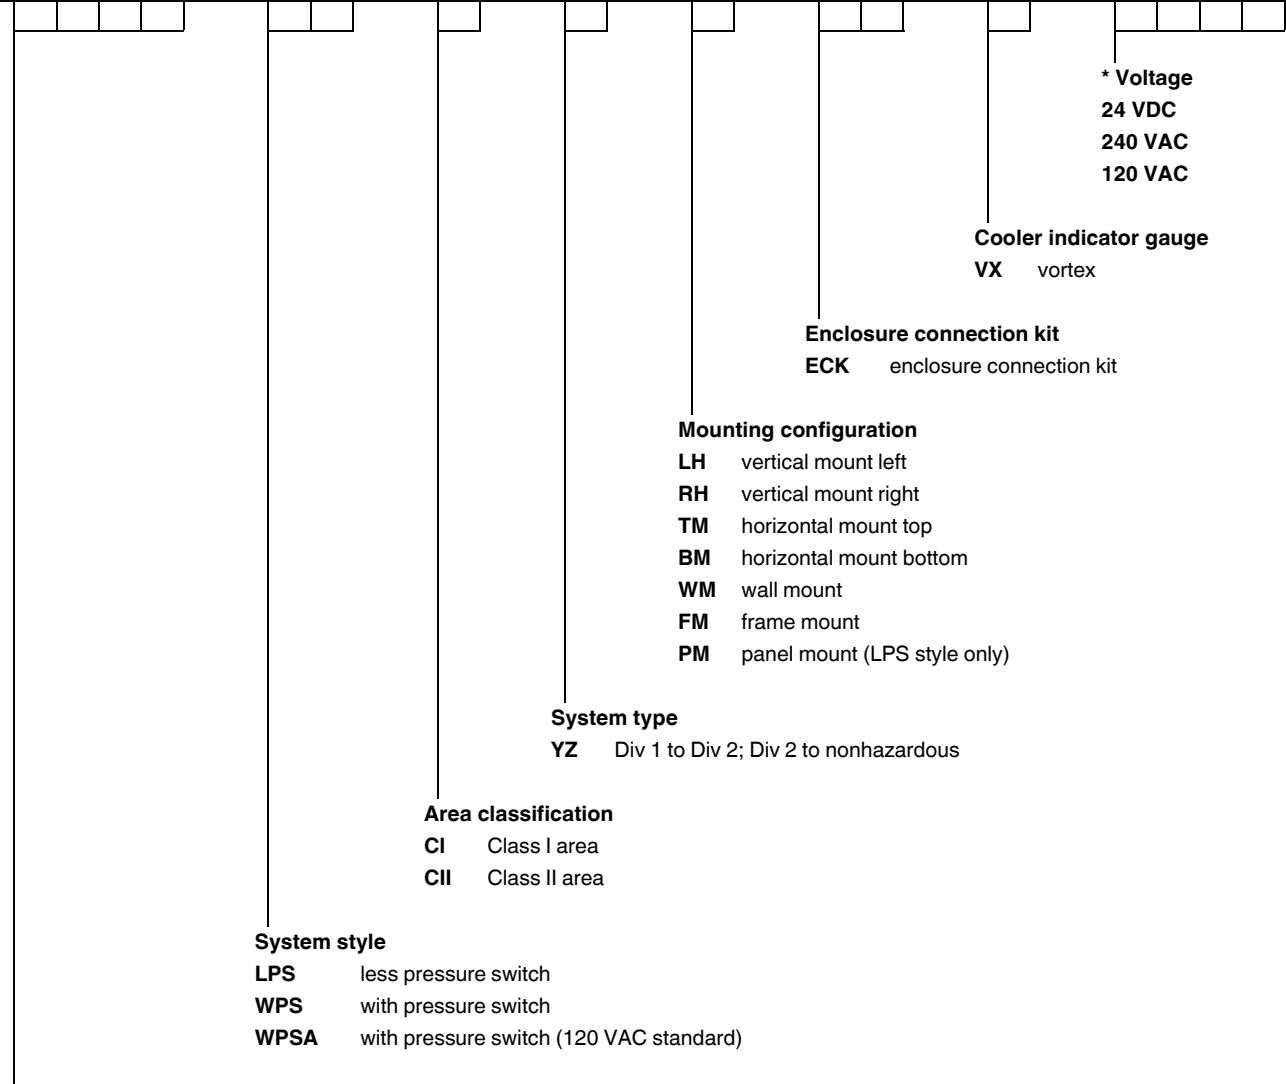 * Voltage
24 VDC
240 VAC
120 VAC
Cooler indicator gauge
VX vortex
Enclosure connection kit
ECK enclosure connection kit
Mounting configuration
LH vertical mount left
RH vertical mount right
TM horizontal mount top
BM horizontal mount bottom
WM wall mount
FM frame mount
PM panel mount (LPS style only)
System type
YZ Div 1 to Div 2; Div 2 to nonhazardous
Area classification
CI Class I area
CII Class II area
System style
LPS less pressure switch
WPS with pressure switch
WPSA with pressure switch (120 VAC standard)